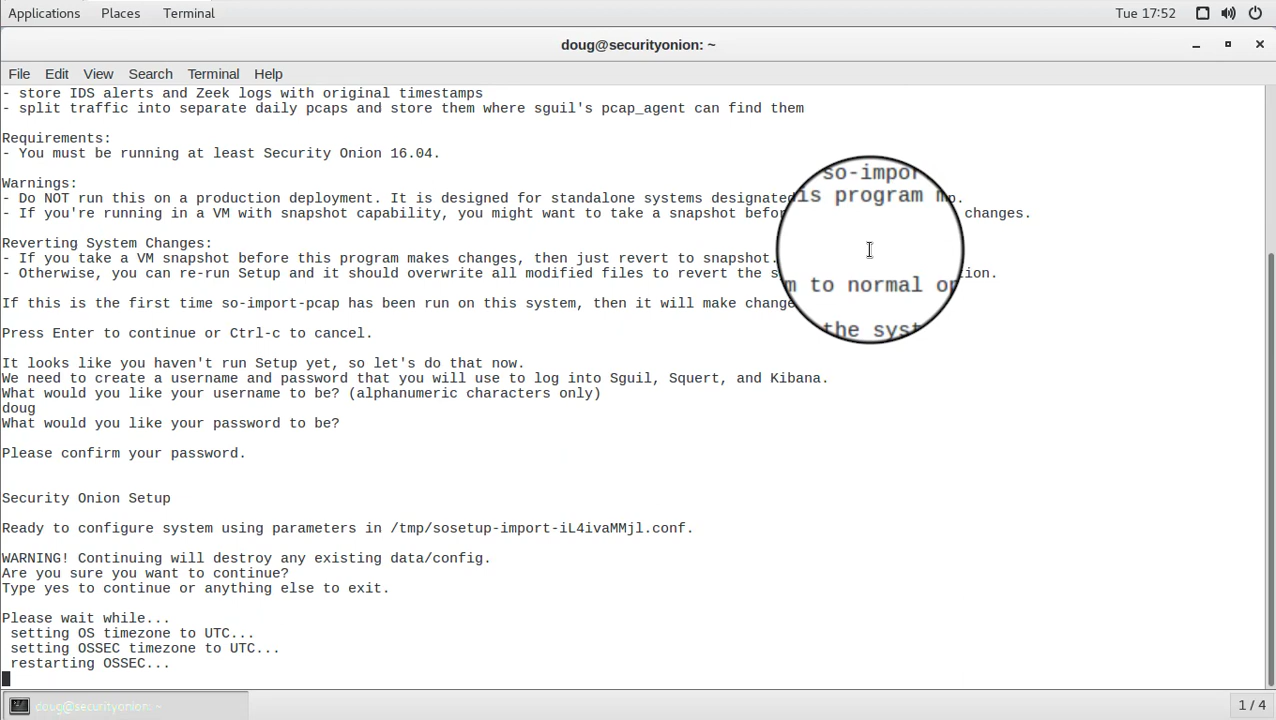 Applications Places Terminal Tue 17:52
doug@securityonion: ~
File Edit View Search Terminal Help
- store IDS alerts and Zeek logs with original timestamps
- split traffic into separate daily pcaps and store them where sguil's pcap_agent can find them
Requirements:
- You must be running at least Security Onion 16.04.
Warnings:
- Do NOT run this on a production deployment. It is designed for standalone systems designated
- If you're running in a VM with snapshot capability, you might want to take a snapshot changes.
Reverting System Changes:
- If you take a VM snapshot before this program makes changes, then just revert to snapshot.
- Otherwise, you can re-run Setup and it should overwrite all modified files to revert the
If this is the first time so-import-pcap has been run on this system, then it will make
so-impor
is program
m to normal
the syst
Press Enter to continue or Ctrl-c to cancel.
It looks like you haven't run Setup yet, so let's do that now.
We need to create a username and password that you will use to log into Sguil, Squert, and Kibana.
What would you like your username to be? (alphanumeric characters only)
doug
What would you like your password to be?
Please confirm your password.
Security Onion Setup
Ready to configure system using parameters in /tmp/sosetup-import-iL4ivaMMjl.conf.
WARNING! Continuing will destroy any existing data/config.
Are you sure you want to continue?
Type yes to continue or anything else to exit.
Please wait while...
setting OS timezone to UTC...
setting OSSEC timezone to UTC...
restarting OSSEC...
doug@securityonion: ~ 1 / 4